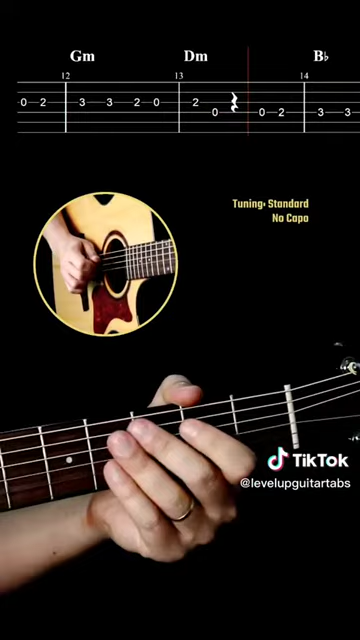 Gm Dm B♭
12 13 14
0 2 3 3 2 0 2 0 0 2 3 3
Tuning: Standard
No Capo
TikTok
@levelupguitartabs